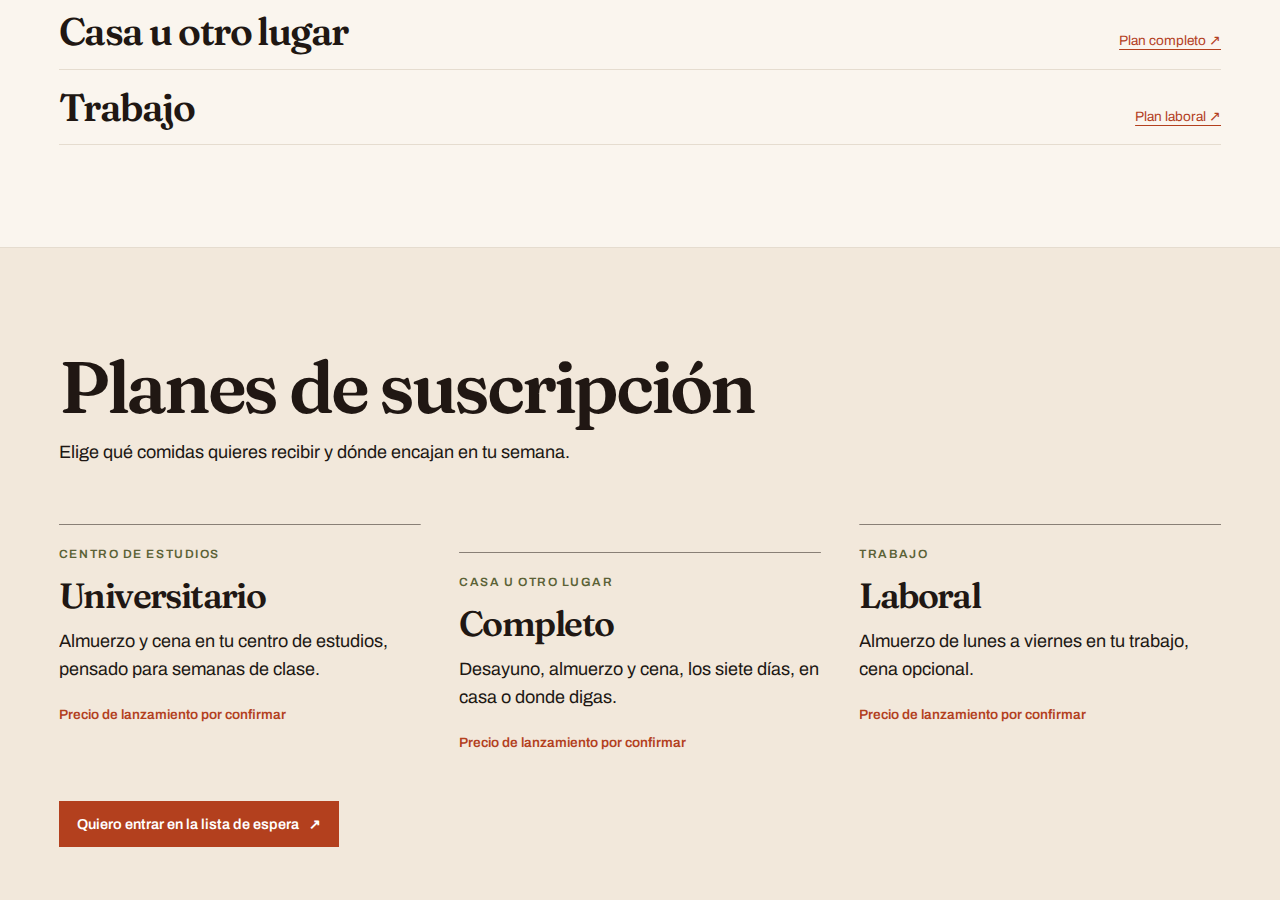 Casa u otro lugar
Plan completo ↗
Trabajo
Plan laboral ↗
Planes de suscripción
Elige qué comidas quieres recibir y dónde encajan en tu semana.
CENTRO DE ESTUDIOS
Universitario
Almuerzo y cena en tu centro de estudios,
pensado para semanas de clase.
Precio de lanzamiento por confirmar
CASA U OTRO LUGAR
Completo
Desayuno, almuerzo y cena, los siete días, en
casa o donde digas.
Precio de lanzamiento por confirmar
TRABAJO
Laboral
Almuerzo de lunes a viernes en tu trabajo,
cena opcional.
Precio de lanzamiento por confirmar
Quiero entrar en la lista de espera ↗